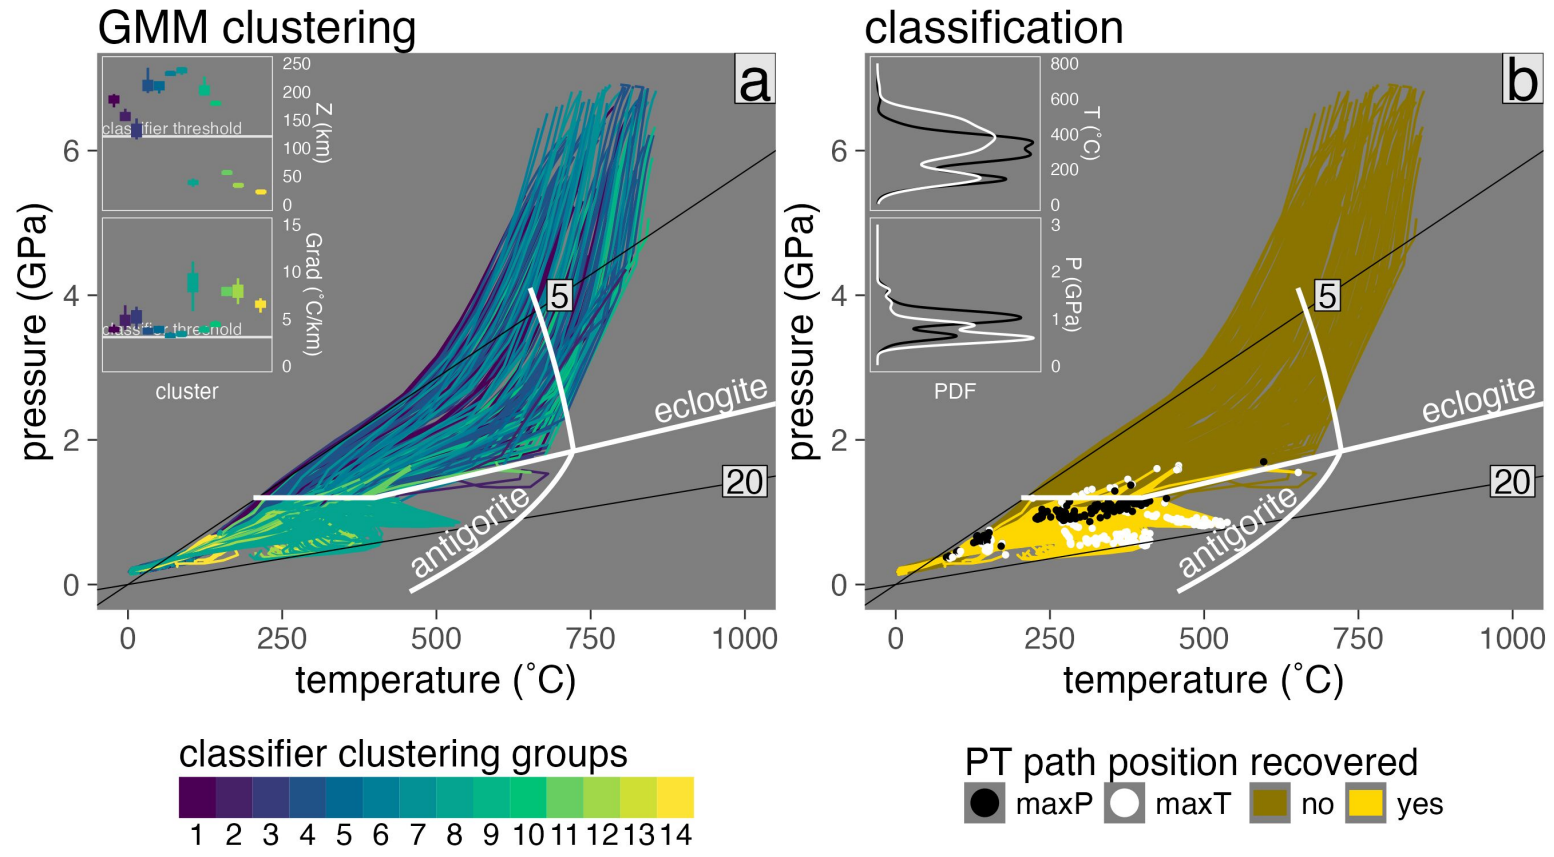 GMM clustering
a
250
200
150
100
50
0
Z (km)
classifier threshold
15
10
5
0
Grad (˚C/km)
classifier threshold
cluster
5
20
eclogite
antigorite
6
4
2
0
pressure (GPa)
0
250
500
750
1000
temperature (˚C)
classification
b
800
600
400
200
0
T (˚C)
3
2
1
0
P (GPa)
PDF
5
20
eclogite
antigorite
6
4
2
0
pressure (GPa)
0
250
500
750
1000
temperature (˚C)
classifier clustering groups
1 2 3 4 5 6 7 8 9 10 11 12 13 14
PT path position recovered
maxP maxT no yes